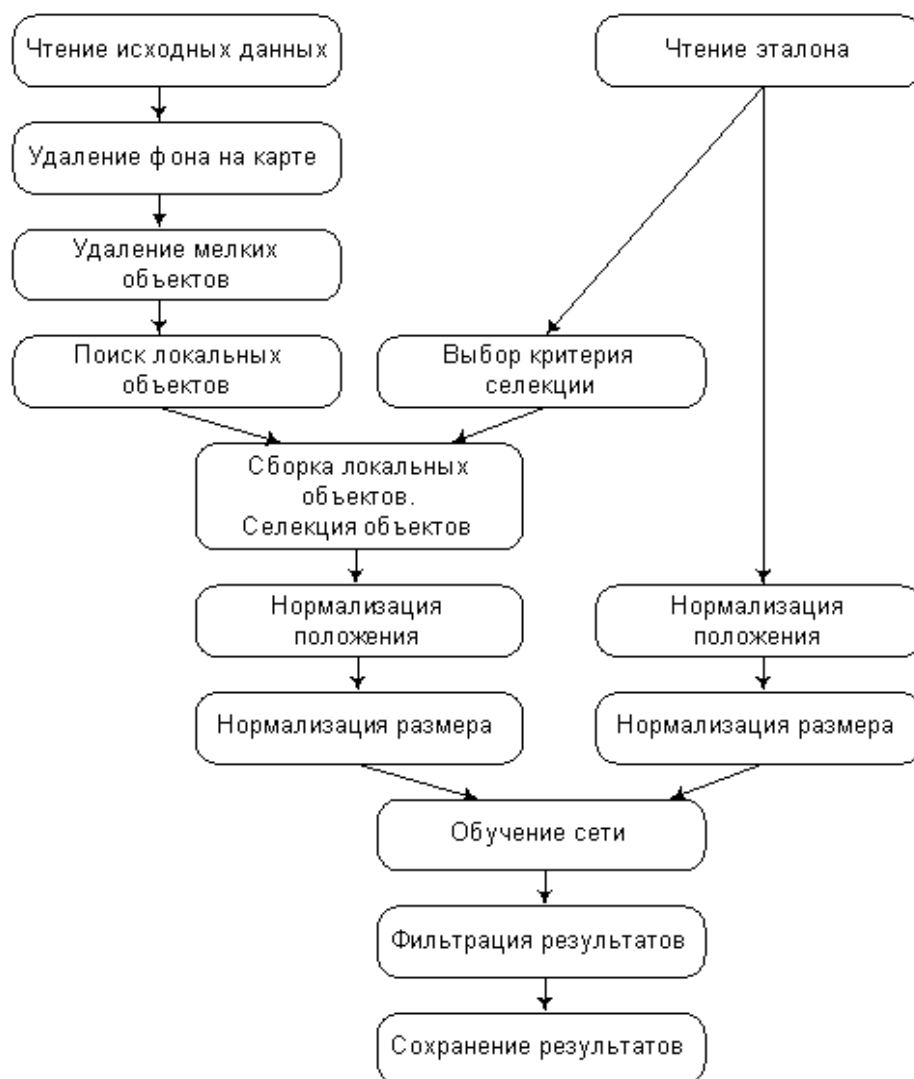 Чтение исходных данных
Чтение эталона
Удаление фона на карте
Удаление мелких
объектов
Поиск локальных
объектов
Выбор критерия
селекции
Сборка локальных
объектов.
Селекция объектов
Нормализация
положения
Нормализация
положения
Нормализация размера
Нормализация размера
Обучение сети
Фильтрация результатов
Сохранение результатов